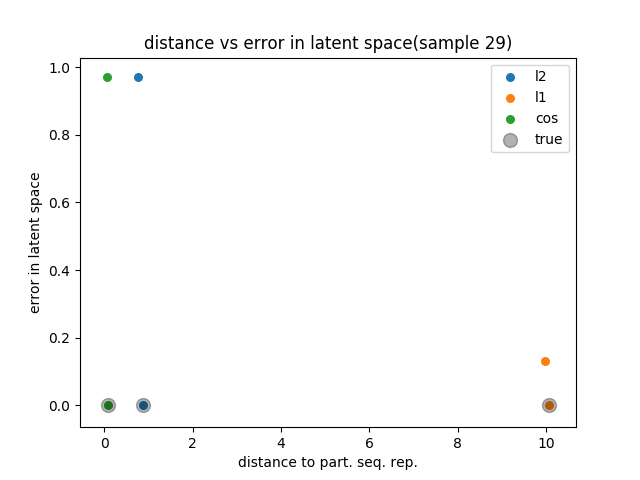 distance vs error in latent space(sample 29)
error in latent space
1.0
0.8
0.6
0.4
0.2
0.0
l2
l1
cos
true
0 2 4 6 8 10
distance to part. seq. rep.